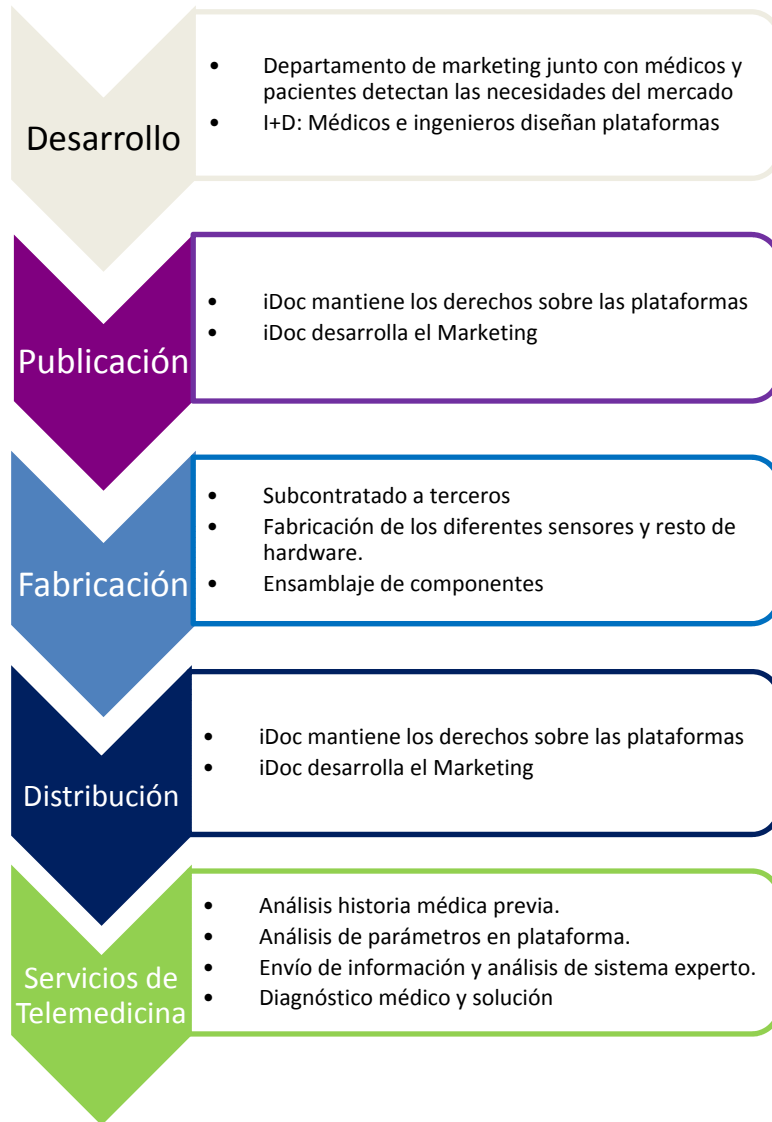 Desarrollo
• Departamento de marketing junto con médicos y
pacientes detectan las necesidades del mercado
• I+D: Médicos e ingenieros diseñan plataformas
Publicación
• iDoc mantiene los derechos sobre las plataformas
• iDoc desarrolla el Marketing
Fabricación
• Subcontratado a terceros
• Fabricación de los diferentes sensores y resto de
hardware.
• Ensamblaje de componentes
Distribución
• iDoc mantiene los derechos sobre las plataformas
• iDoc desarrolla el Marketing
Servicios de
Telemedicina
• Análisis historia médica previa.
• Análisis de parámetros en plataforma.
• Envío de información y análisis de sistema experto.
• Diagnóstico médico y solución